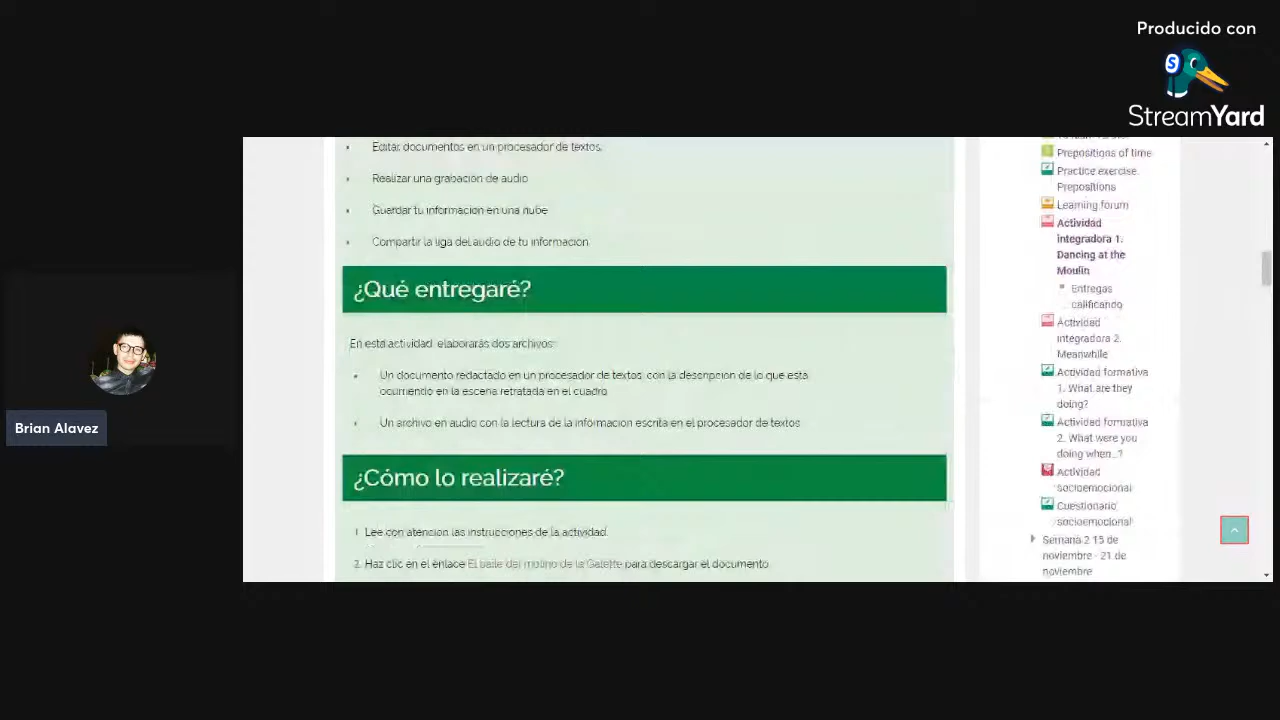 Producido con
StreamYard
Editar documentos en un procesador de textos.
Realizar una grabación de audio
Guardar tu información en una nube
Compartir la liga del audio de tu información.
¿Qué entregaré?
En esta actividad, elaborarás dos archivos:
Un documento redactado en un procesador de textos, con la descripción de lo que está
ocurriendo en la escena retratada en el cuadro.
Un archivo en audio con la lectura de la información escrita en el procesador de textos
¿Cómo lo realizaré?
1. Lee con atención las instrucciones de la actividad.
2. Haz clic en el enlace El baile del molino de la Galette para descargar el documento
Prepositions of time
Practice exercise.
Prepositions
Learning forum
Actividad
integradora 1.
Dancing at the
Moulin
Entregas
calificando
Actividad
integradora 2.
Meanwhile
Actividad formativa
1. What are they
doing?
Actividad formativa
2. What were you
doing when...?
Actividad
socioemocional
Cuestionario
socioemocional
Semana 2 15 de
noviembre - 21 de
noviembre
Brian Alavez